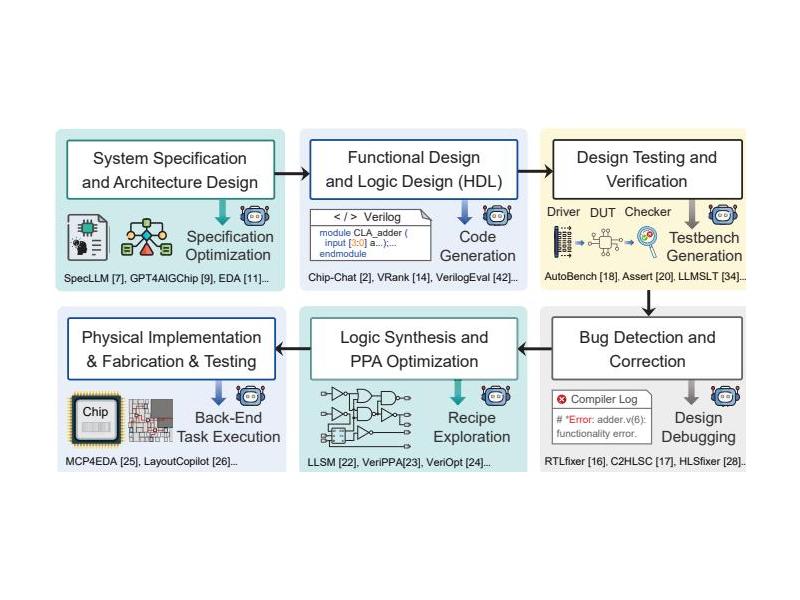 System Specification
and Architecture Design
Specification
Optimization
SpecLLM [7], GPT4AIGChip [9], EDA [11]...
Functional Design
and Logic Design (HDL)
</> Verilog
module CLA_adder (
input [3:0] a...);...
endmodule
Code
Generation
Chip-Chat [2], VRank [14], VerilogEval [42]...
Design Testing and
Verification
Driver DUT Checker
Testbench
Generation
AutoBench [18], Assert [20], LLMSLT [34]...
Physical Implementation
& Fabrication & Testing
Chip
Back-End
Task Execution
MCP4EDA [25], LayoutCopilot [26]...
Logic Synthesis and
PPA Optimization
Recipe
Exploration
LLSM [22], VeriPPA[23], VeriOpt [24]...
Bug Detection and
Correction
Compiler Log
# *Error: adder.v(6):
functionality error.
Design
Debugging
RTLfixer [16], C2HLSC [17], HLSfixer [28]..